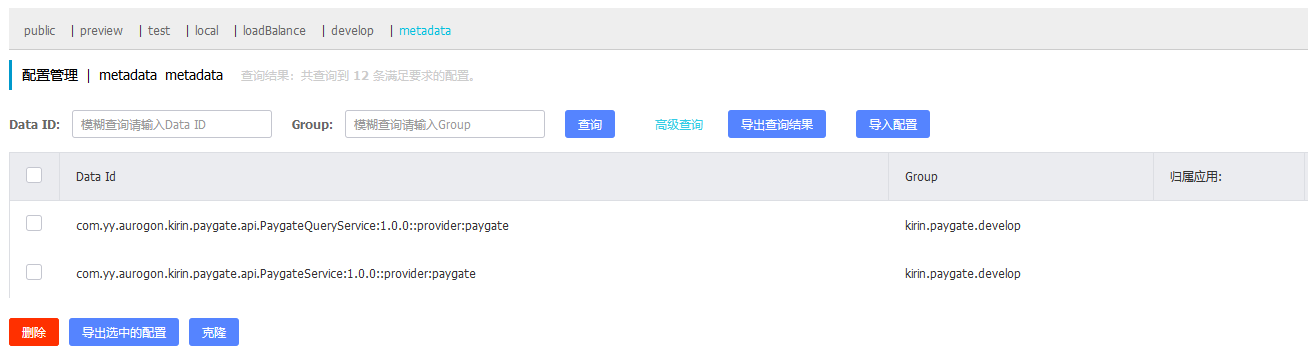 public | preview | test | local | loadBalance | develop | metadata
配置管理 | metadata metadata 查询结果：共查询到 12 条满足要求的配置。
Data ID: 模糊查询请输入Data ID Group: 模糊查询请输入Group 查询 高级查询 导出查询结果 导入配置
Data Id Group 归属应用:
com.yy.aurogon.kirin.paygate.api.PaygateQueryService:1.0.0::provider:paygate kirin.paygate.develop
com.yy.aurogon.kirin.paygate.api.PaygateService:1.0.0::provider:paygate kirin.paygate.develop
删除 导出选中的配置 克隆